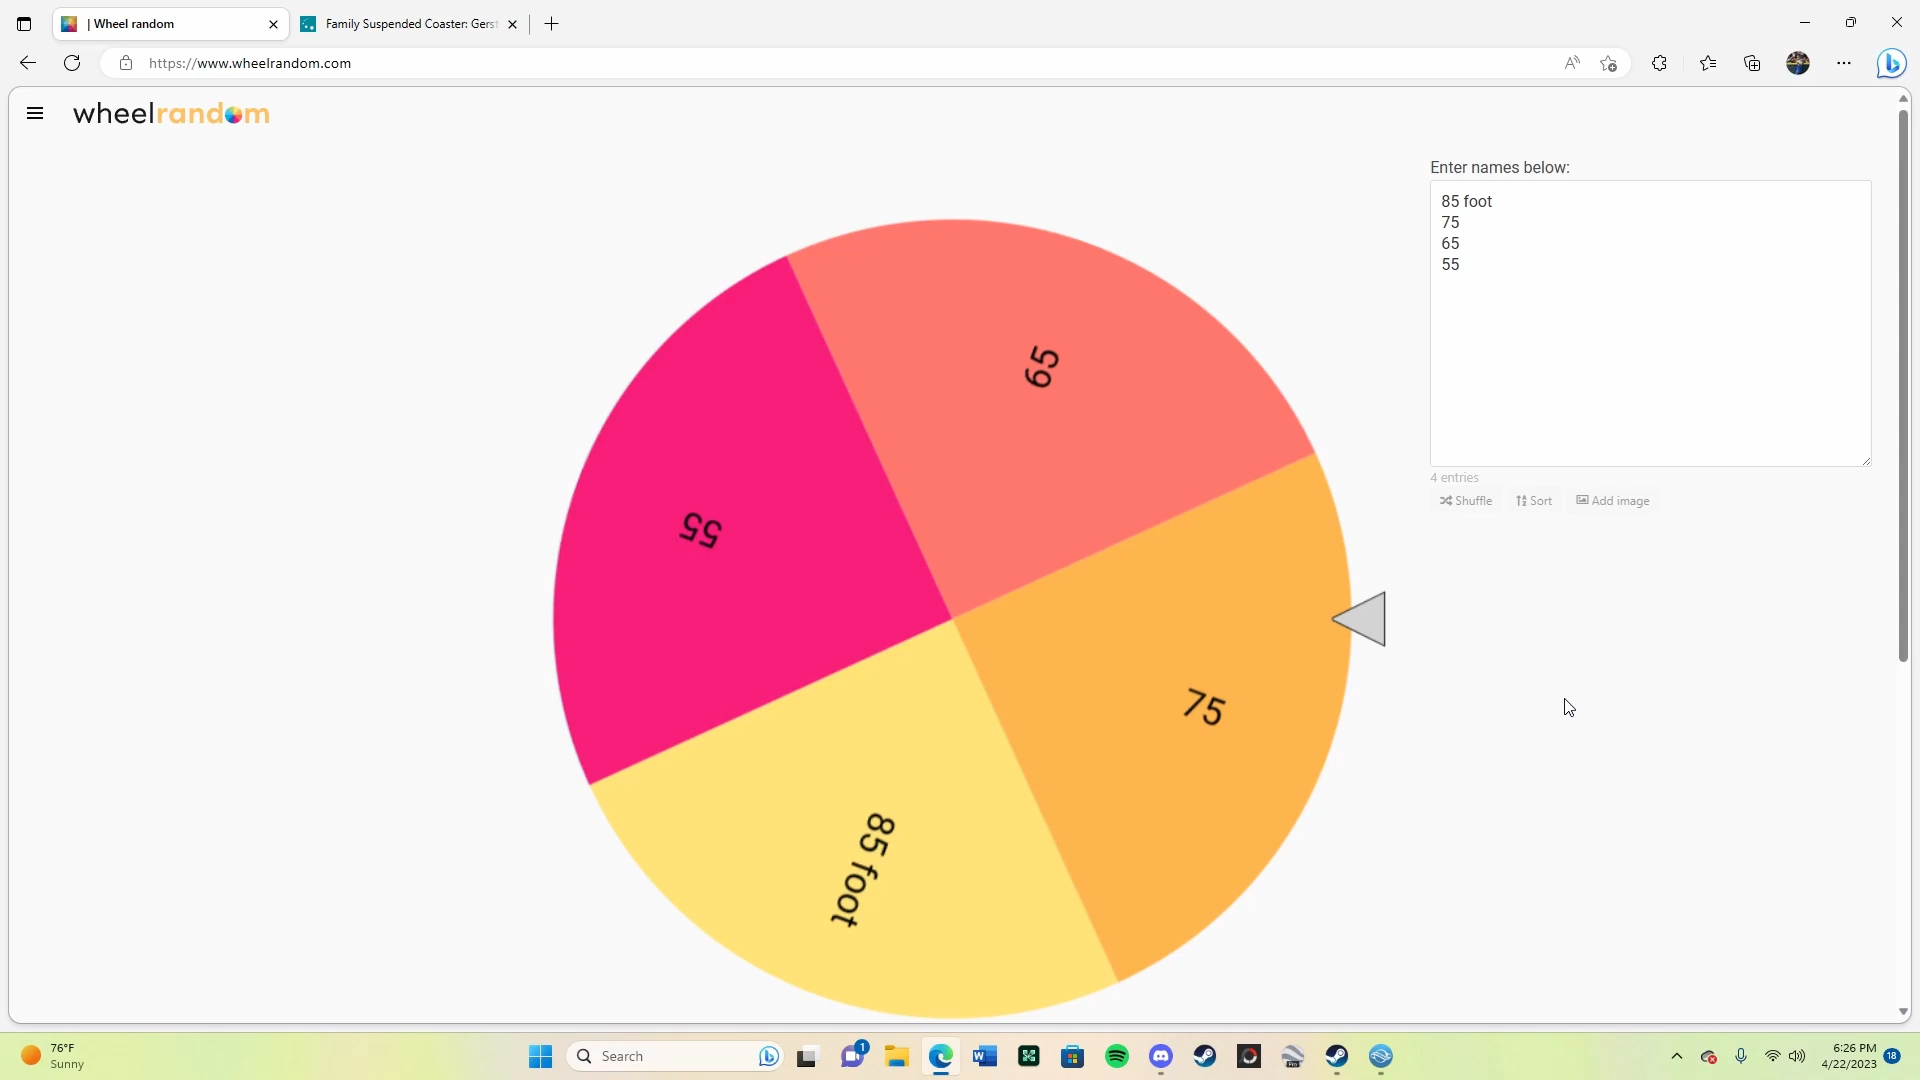 | Wheel random
Family Suspended Coaster: Gerst
https://www.wheelrandom.com
wheelrandom
Enter names below:
85 foot
75
65
55
4 entries
Shuffle
Sort
Add image
65
55
75
85 foot
76°F
Sunny
Search
1
6:26 PM
4/22/2023
18